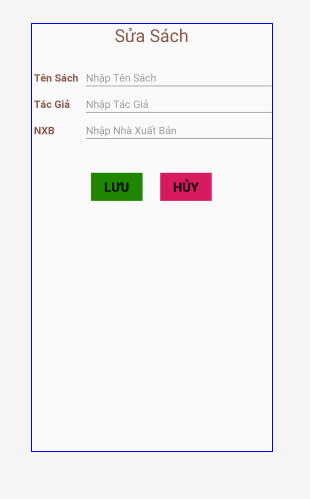 Sửa Sách
Tên Sách Nhập Tên Sách
Tác Giả Nhập Tác Giả
NXB Nhập Nhà Xuất Bản
LƯU HỦY